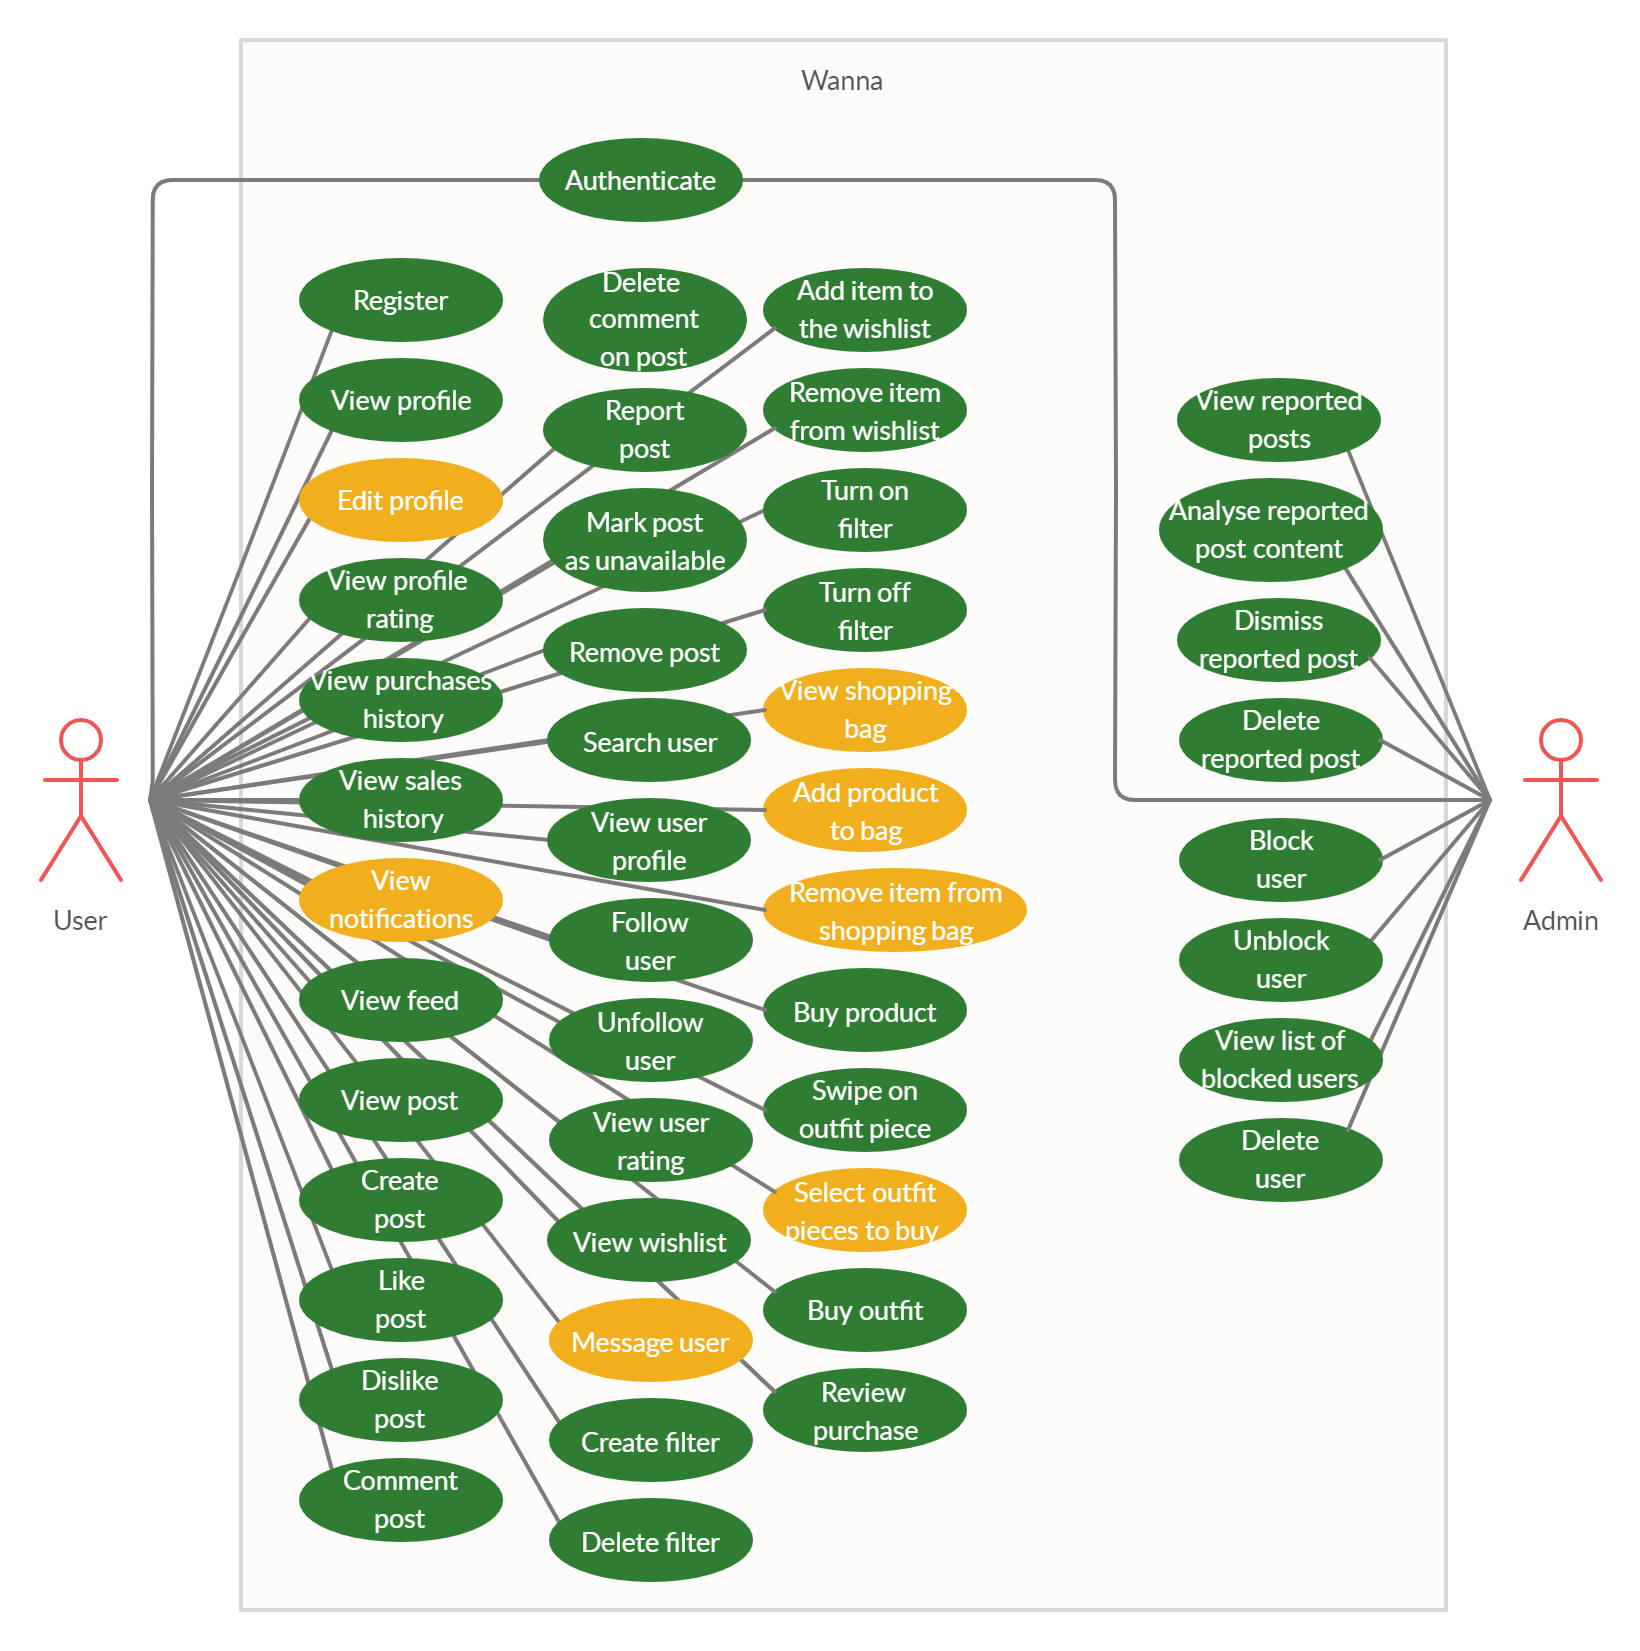 Wanna
Authenticate
Register
View profile
Edit profile
View profile
rating
View purchases
history
View sales
history
View
notifications
View feed
View post
Create
post
Like
post
Dislike
post
Comment
post
Delete
comment
on post
Report
post
Mark post
as unavailable
Remove post
Search user
View user
profile
Follow
user
Unfollow
user
View user
rating
View wishlist
Message user
Create filter
Delete filter
Add item to
the wishlist
Remove item
from wishlist
Turn on
filter
Turn off
filter
View shopping
bag
Add product
to bag
Remove item from
shopping bag
Buy product
Swipe on
outfit piece
Select outfit
pieces to buy
Buy outfit
Review
purchase
View reported
posts
Analyse reported
post content
Dismiss
reported post
Delete
reported post
Block
user
Unblock
user
View list of
blocked users
Delete
user
User
Admin